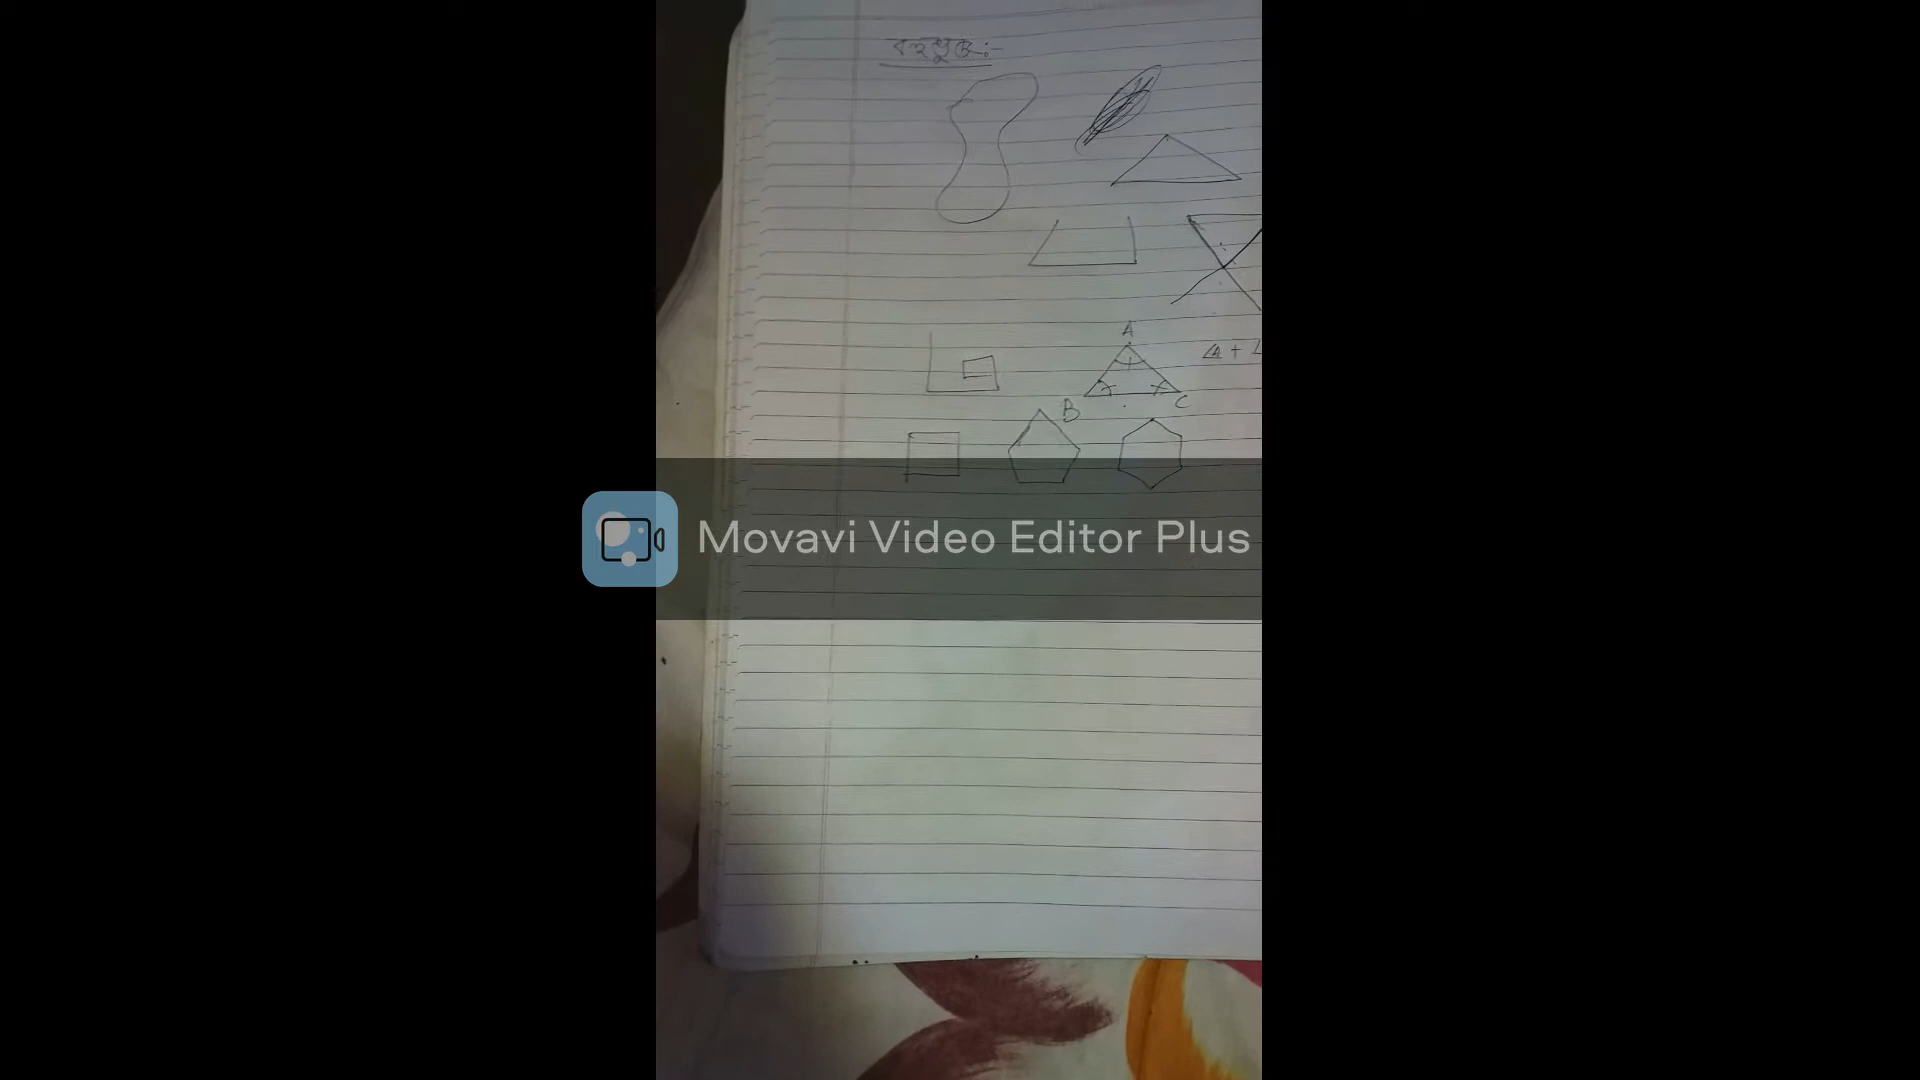 বহুভুজ :-
A
∠A + ∠
B
C
Movavi Video Editor Plus